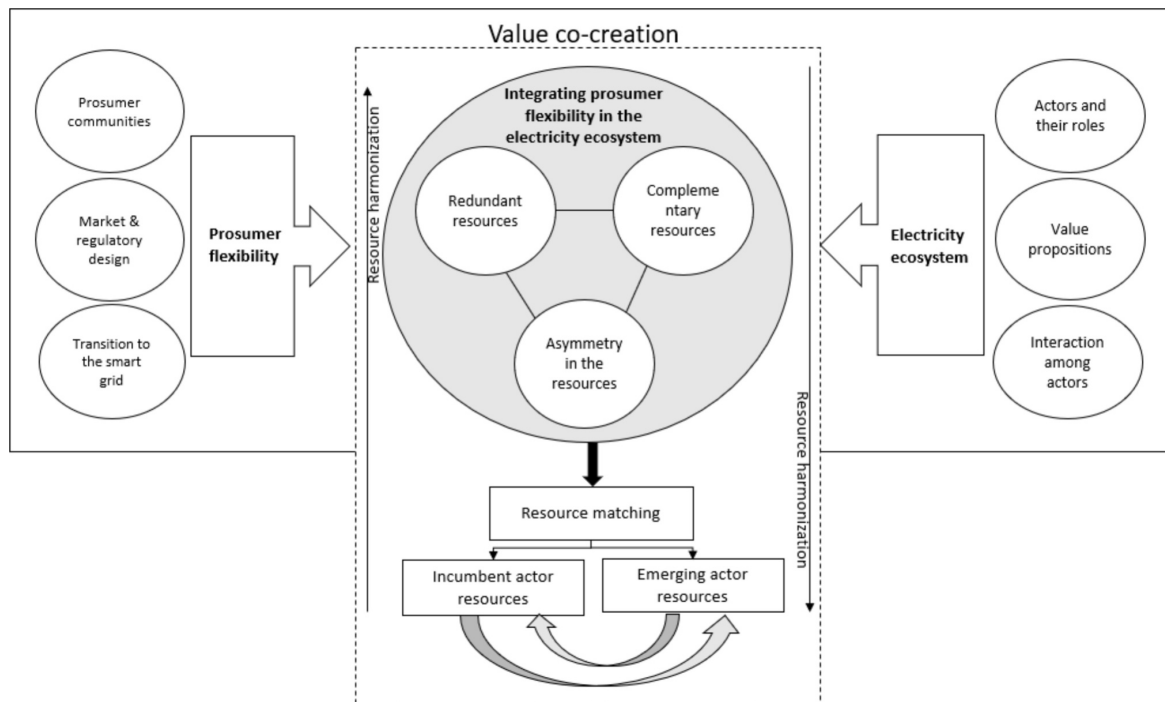 Value co-creation
Prosumer
communities
Market &
regulatory
design
Transition to
the smart
grid
Prosumer
flexibility
Resource harmonization
Integrating prosumer
flexibility in the
electricity ecosystem
Redundant
resources
Compleme
ntary
resources
Asymmetry
in the
resources
Resource matching
Incumbent actor
resources
Emerging actor
resources
Resource harmonization
Electricity
ecosystem
Actors and
their roles
Value
propositions
Interaction
among
actors